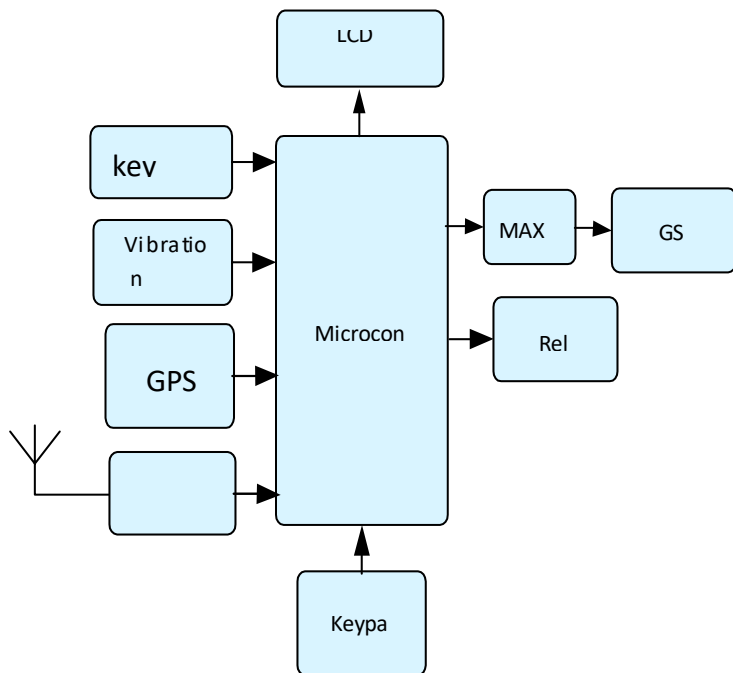 LCD
kev
Vibratio
n
GPS
Microcon
MAX
GS
Rel
Keypa